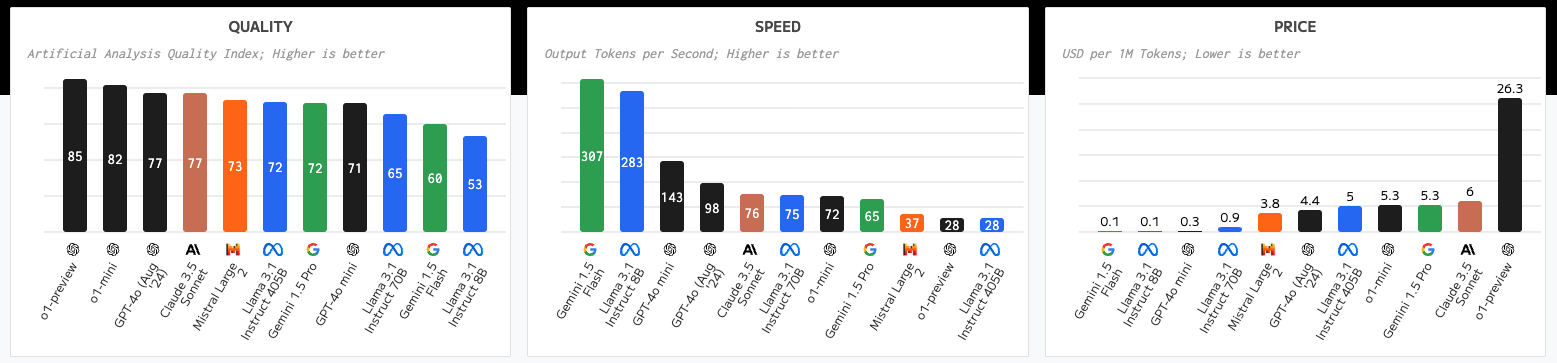 QUALITY
Artificial Analysis Quality Index; Higher is better
85
82
77
77
73
72
72
71
65
60
53
o1-preview
o1-mini
GPT-4o (Aug
'24)
Claude 3.5
Sonnet
Mistral Large
2
Llama 3.1
Instruct 405B
Gemini 1.5 Pro
GPT-4o mini
Llama 3.1
Instruct 70B
Gemini 1.5
Flash
Llama 3.1
Instruct 8B
SPEED
Output Tokens per Second; Higher is better
307
283
143
98
76
75
72
65
37
28
28
Gemini 1.5
Flash
Llama 3.1
Instruct 8B
GPT-4o mini
GPT-4o (Aug
'24)
Claude 3.5
Sonnet
Llama 3.1
Instruct 70B
o1-mini
Gemini 1.5 Pro
Mistral Large
2
o1-preview
Llama 3.1
Instruct 405B
PRICE
USD per 1M Tokens; Lower is better
0.1
0.1
0.3
0.9
3.8
4.4
5
5.3
5.3
6
26.3
Gemini 1.5
Flash
Llama 3.1
Instruct 8B
GPT-4o mini
Llama 3.1
Instruct 70B
Mistral Large
2
GPT-4o (Aug
'24)
Llama 3.1
Instruct 405B
o1-mini
Gemini 1.5 Pro
Claude 3.5
Sonnet
o1-preview